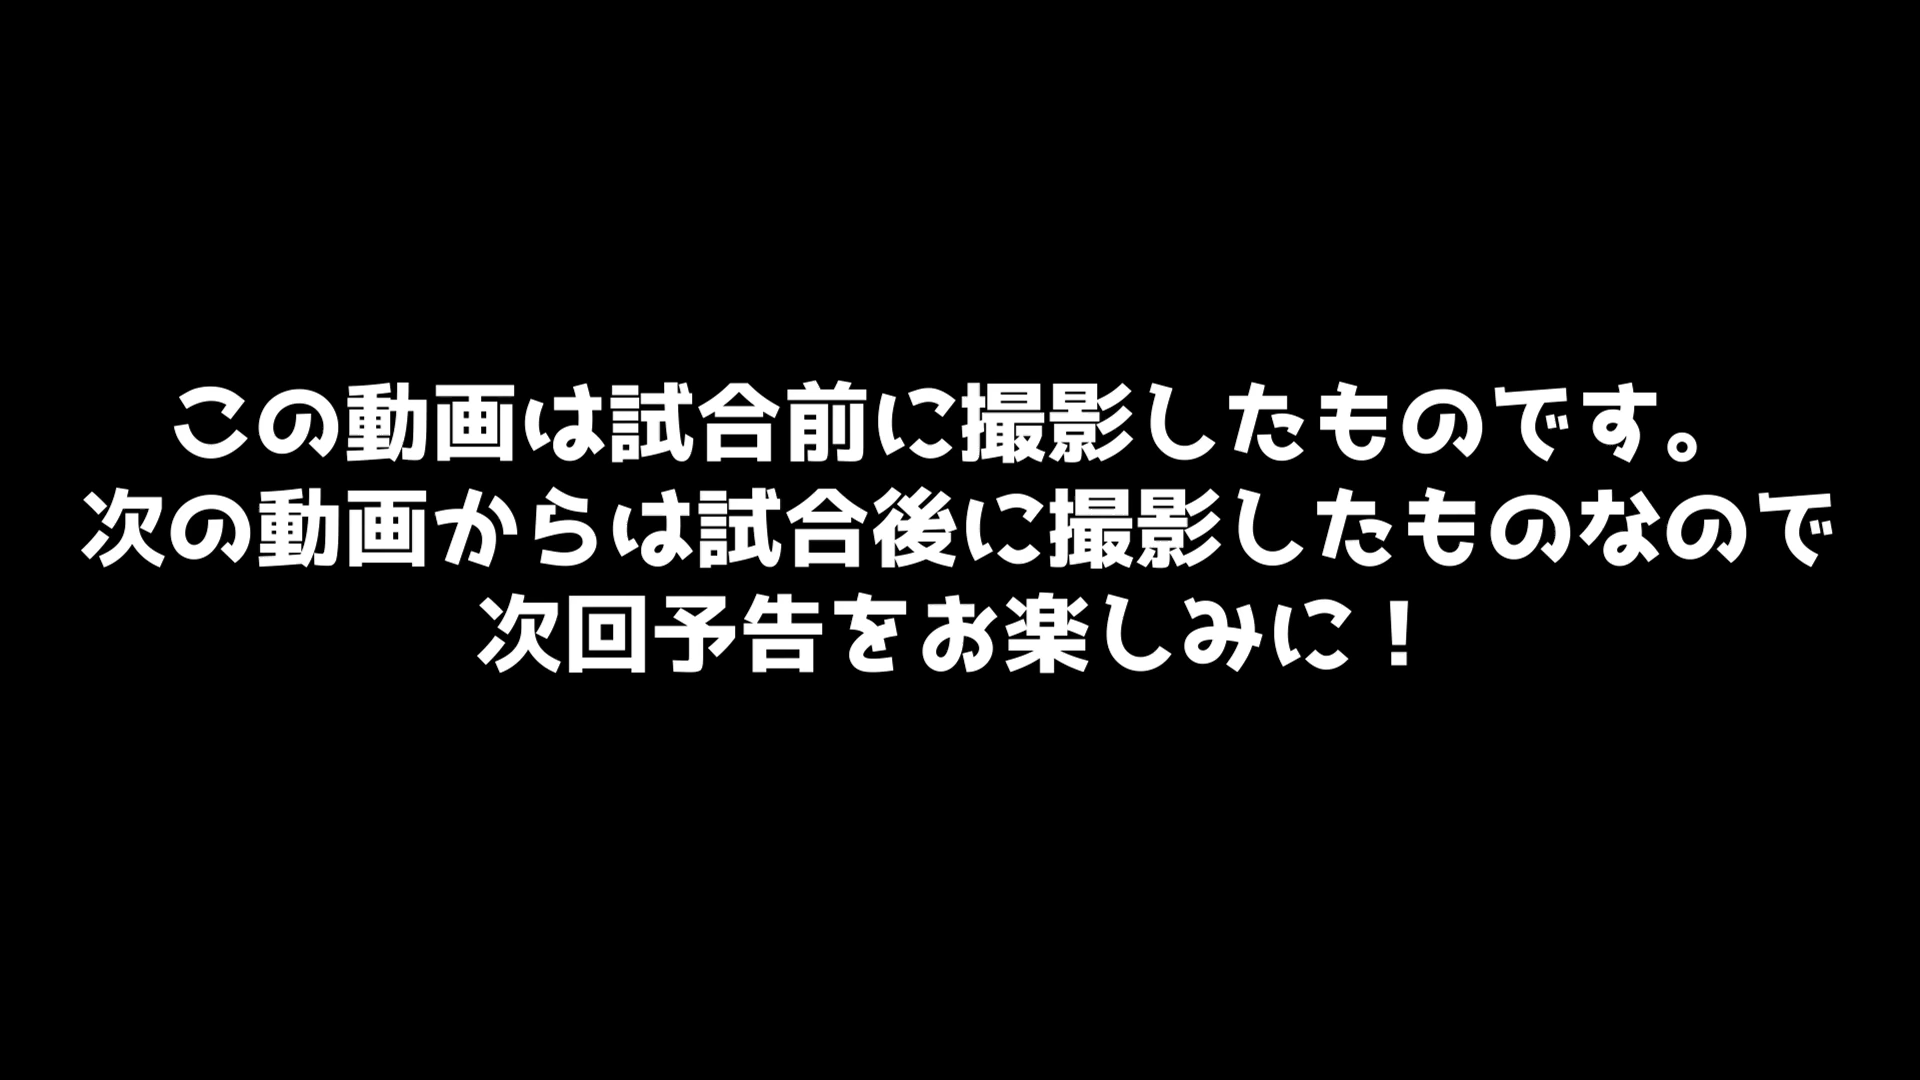 この動画は試合前に撮影したものです。
次の動画からは試合後に撮影したものなので
次回予告をお楽しみに！